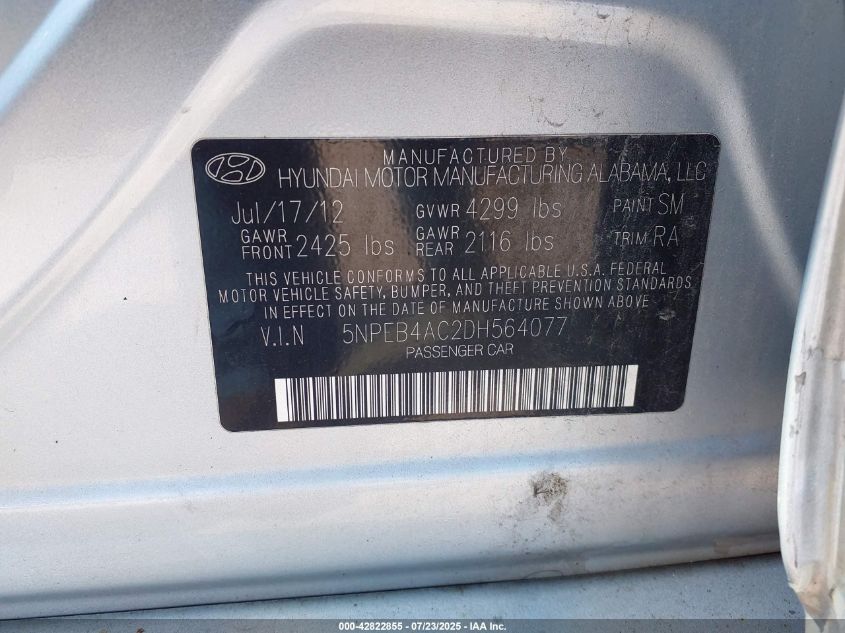 MANUFACTURED BY
HYUNDAI MOTOR MANUFACTURING ALABAMA, LLC
Jul/17/12 GVWR 4299 lbs PAINT SM
GAWR FRONT 2425 lbs GAWR REAR 2116 lbs TRIM RA
THIS VEHICLE CONFORMS TO ALL APPLICABLE U.S.A. FEDERAL
MOTOR VEHICLE SAFETY, BUMPER, AND THEFT PREVENTION STANDARDS
IN EFFECT ON THE DATE OF MANUFACTURE SHOWN ABOVE
V.I.N 5NPEB4AC2DH564077
PASSENGER CAR
000-42822855 | 07/23/2025 - IAA Inc.